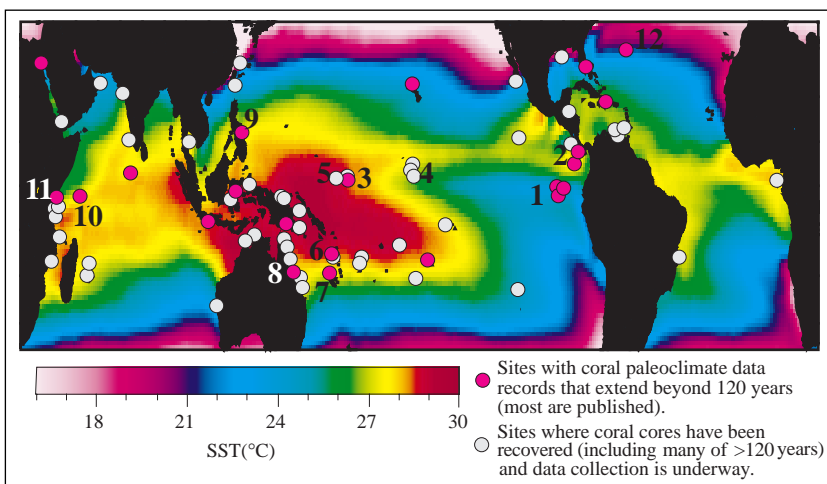 12
9
2
5 3 4
11
10
1
6
8
7
18 21 24 27 30
SST(°C)
Sites with coral paleoclimate data
records that extend beyond 120 years
(most are published).
Sites where coral cores have been
recovered (including many of >120 years)
and data collection is underway.